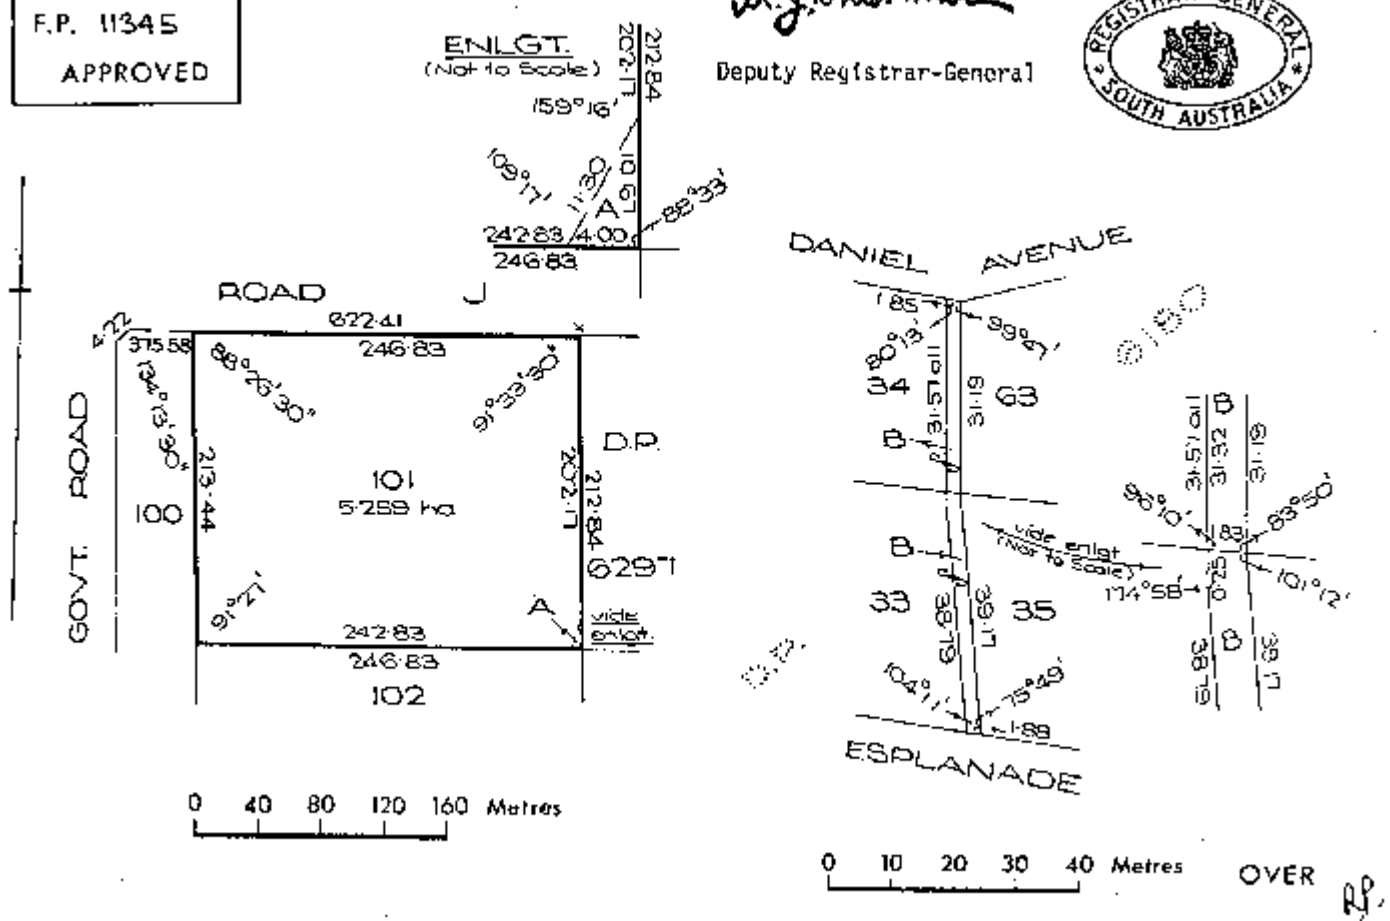 F.P. 11345
APPROVED
ENLGT.
(Not to Scale)
212.84
202.17
159°16'
109°17'
11.30
10.67
A
88°33'
242.83 4.00
246.83
Deputy Registrar-General
REGISTRAR GENERAL
SOUTH AUSTRALIA
ROAD J
4.22
622.41
375.58
246.83
88°26'30"
91°33'30"
134°13'30"
GOVT. ROAD
100
213.44
101
5.259 ha
202.17
212.84
D.P.
6297
91°27'
A
vide
enlgt.
242.83
246.83
102
0 40 80 120 160 Metres
DANIEL AVENUE
1.85
80°13'
99°47'
34
31.57 all
31.19
63
B
B
33
38.19
39.17
35
104°11'
75°49'
1.89
ESPLANADE
vide enlgt
(Not to Scale)
D.P.
6180
31.57 all
31.32
B
31.19
96°10'
1.83
83°50'
174°58'
0.25
101°12'
38.19
B
39.17
0 10 20 30 40 Metres
OVER